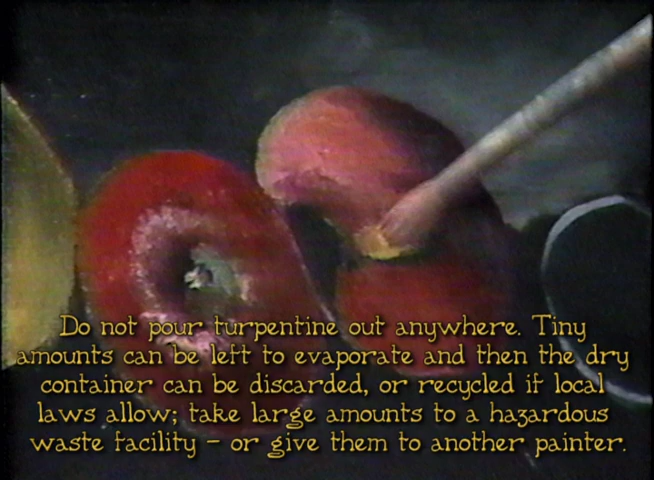 Do not pour turpentine out anywhere. Tiny
amounts can be left to evaporate and then the dry
container can be discarded, or recycled if local
laws allow; take large amounts to a hazardous
waste facility – or give them to another painter.